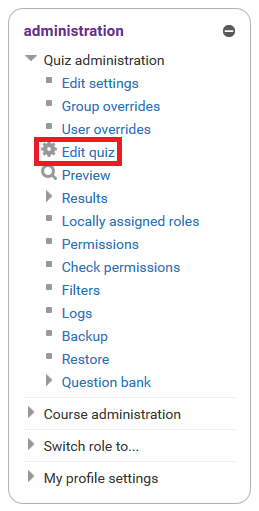 administration
Quiz administration
Edit settings
Group overrides
User overrides
Edit quiz
Preview
Results
Locally assigned roles
Permissions
Check permissions
Filters
Logs
Backup
Restore
Question bank
Course administration
Switch role to...
My profile settings